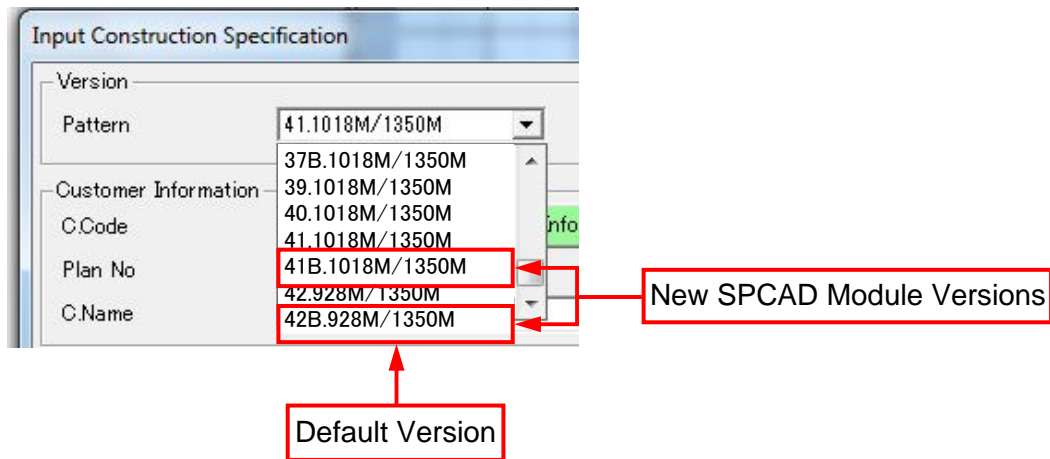 Input Construction Specification
Version
Pattern
41.1018M/1350M
37B.1018M/1350M
39.1018M/1350M
Customer Information
40.1018M/1350M
C.Code
41.1018M/1350M
nfo
Plan No
41B.1018M/1350M
42.928M/1350M
New SPCAD Module Versions
C.Name
42B.928M/1350M
Default Version